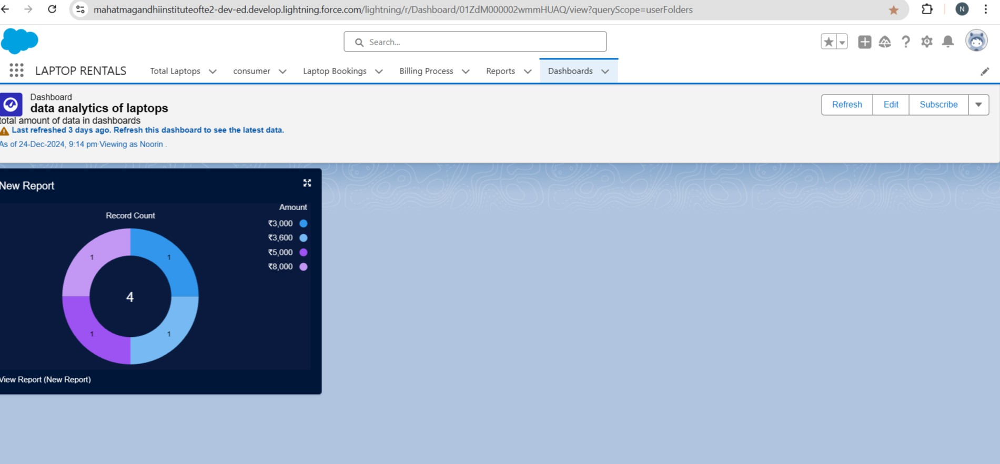 mahatmagandhiinstituteofte2-dev-ed.develop.lightning.force.com/lightning/r/Dashboard/01ZdM000002wmmHUAQ/view?queryScope=userFolders
N
Search...
LAPTOP RENTALS
Total Laptops
consumer
Laptop Bookings
Billing Process
Reports
Dashboards
Dashboard
data analytics of laptops
total amount of data in dashboards
Last refreshed 3 days ago. Refresh this dashboard to see the latest data.
As of 24-Dec-2024, 9:14 pm·Viewing as Noorin .
Refresh
Edit
Subscribe
New Report
Record Count
Amount
₹3,000
₹3,600
₹5,000
₹8,000
1
1
4
1
1
View Report (New Report)